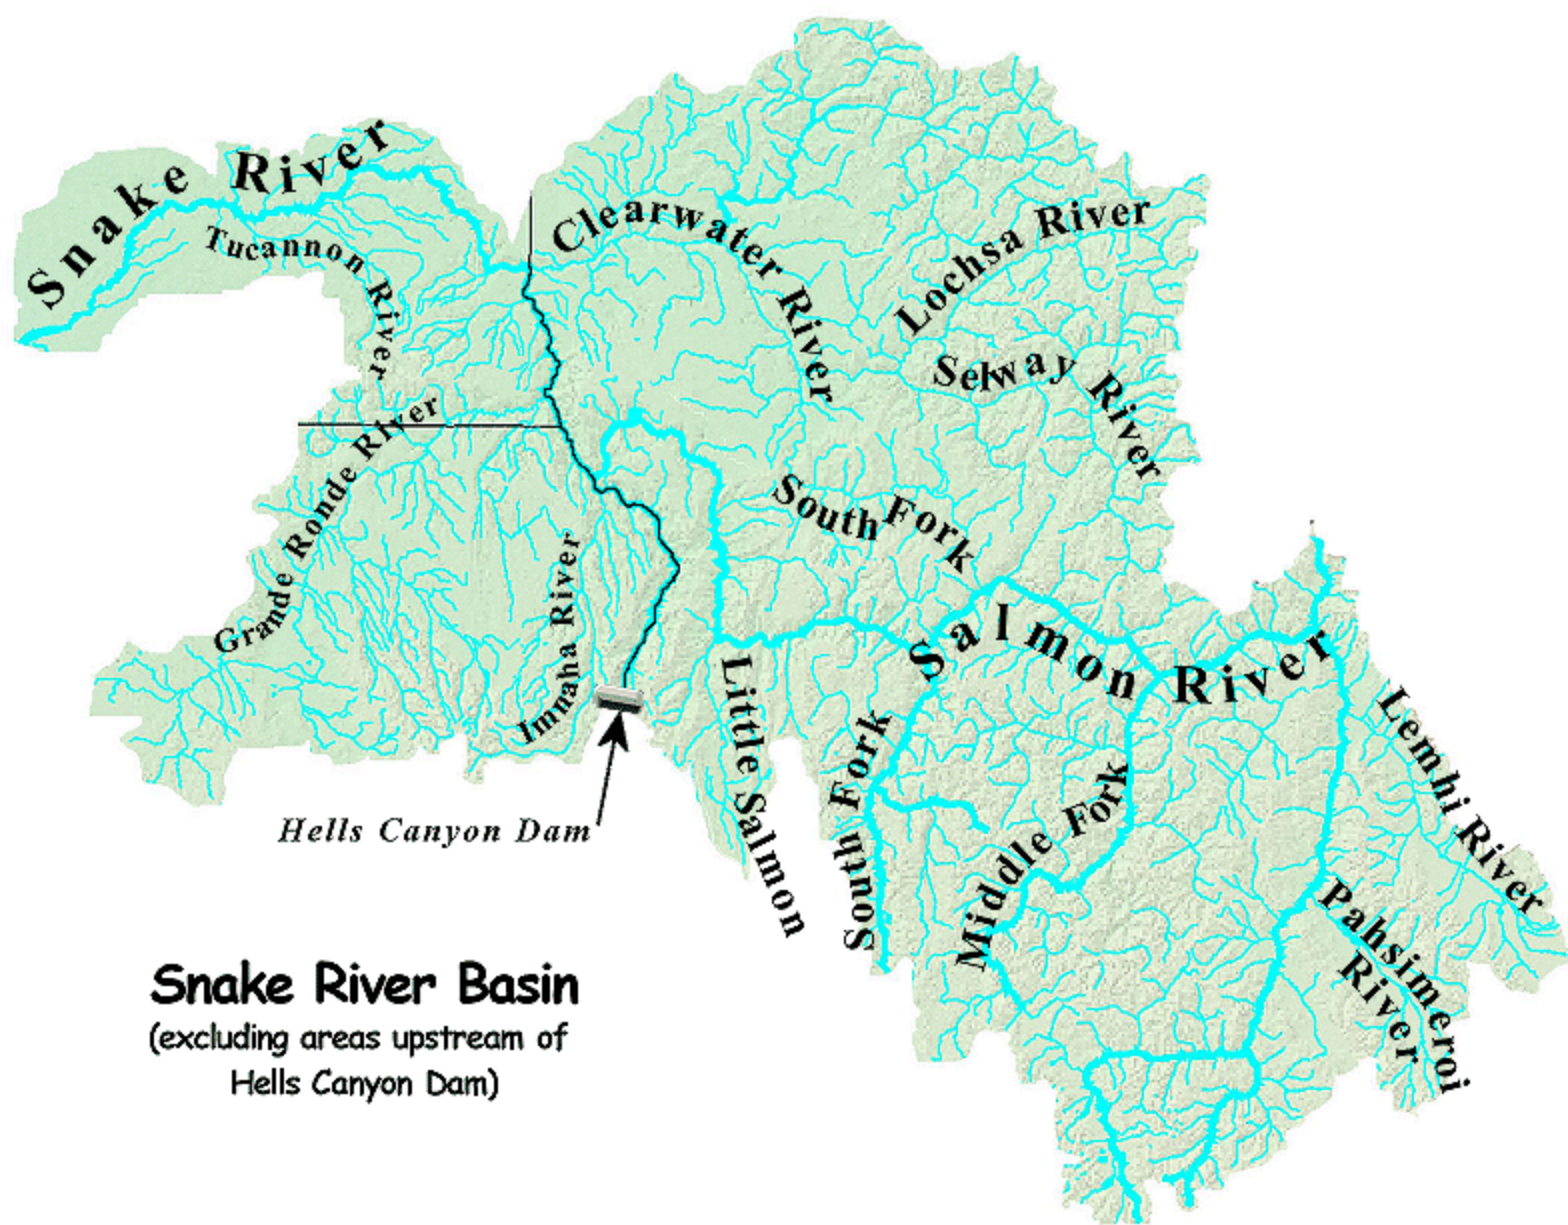 Snake River
Tucannon River
Clearwater River
Lochsa River
Selway River
Grande Ronde River
South Fork
Imnaha River
Salmon River
Little Salmon
South Fork
Middle Fork
Lemhi River
Pahsimeroi
River
Hells Canyon Dam
Snake River Basin
(excluding areas upstream of
Hells Canyon Dam)